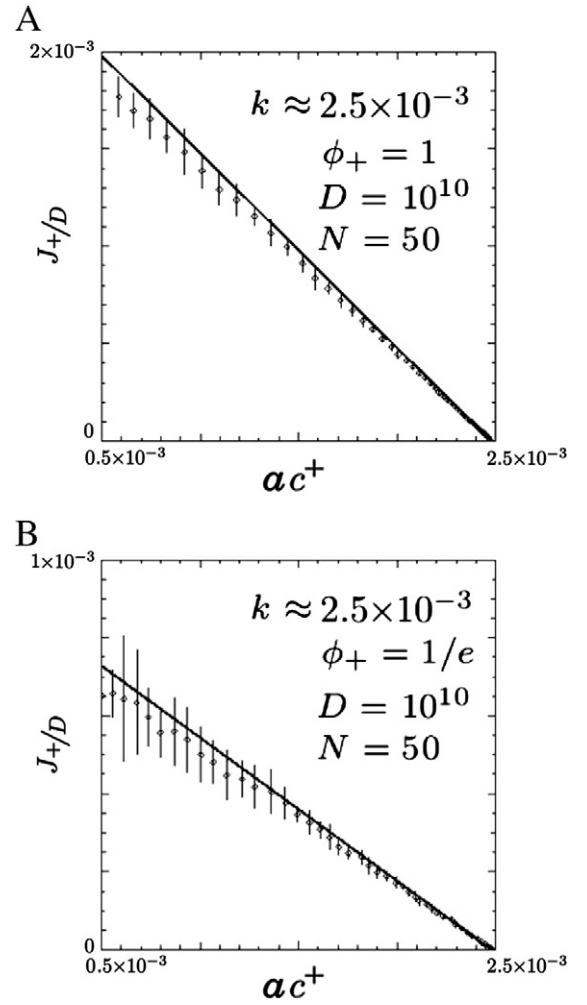 A
2×10⁻³
k ≈ 2.5×10⁻³
ϕ₊ = 1
D = 10¹⁰
N = 50
J₊/D
0
0.5×10⁻³
2.5×10⁻³
ac⁺
B
1×10⁻³
k ≈ 2.5×10⁻³
ϕ₊ = 1/e
D = 10¹⁰
N = 50
J₊/D
0
0.5×10⁻³
2.5×10⁻³
ac⁺